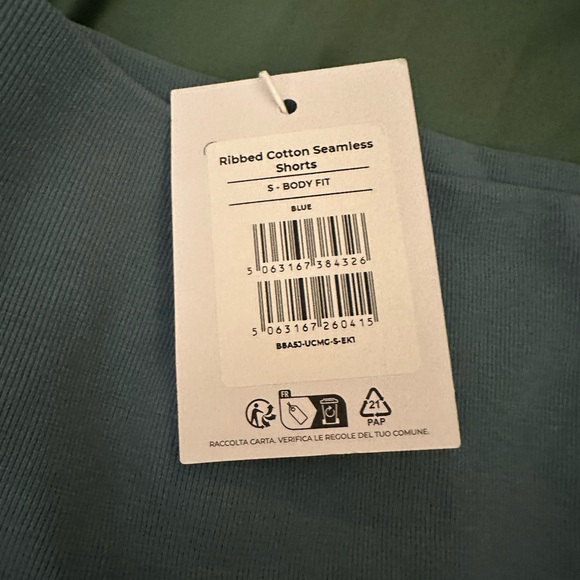 Ribbed Cotton Seamless
Shorts
S - BODY FIT
BLUE
5 063167 384326
5 063167 260415
BBA5J-UCMG-S-EK1
FR
21
PAP
RACCOLTA CARTA. VERIFICA LE REGOLE DEL TUO COMUNE.